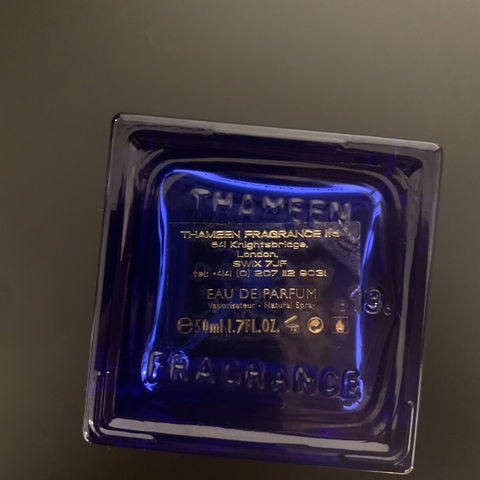 THAMEEN
THAMEEN FRAGRANCE ltd
64 Knightsbridge,
London,
SW1X 7JF
tel: +44 (0) 207 112 9031
EAU DE PARFUM
Vaporisateur - Natural Spray
℮50ml 1.7FL.OZ.
FRAGRANCE